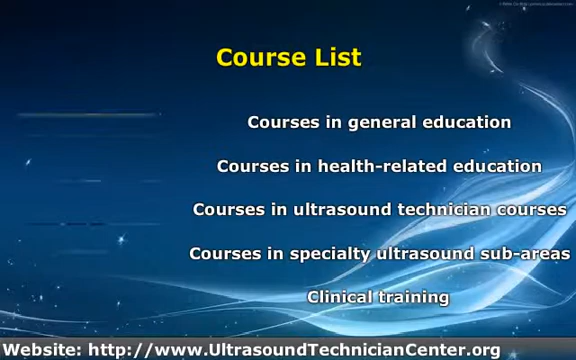 Course List
Courses in general education
Courses in health-related education
Courses in ultrasound technician courses
Courses in specialty ultrasound sub-areas
Clinical training
Website: http://www.UltrasoundTechnicianCenter.org